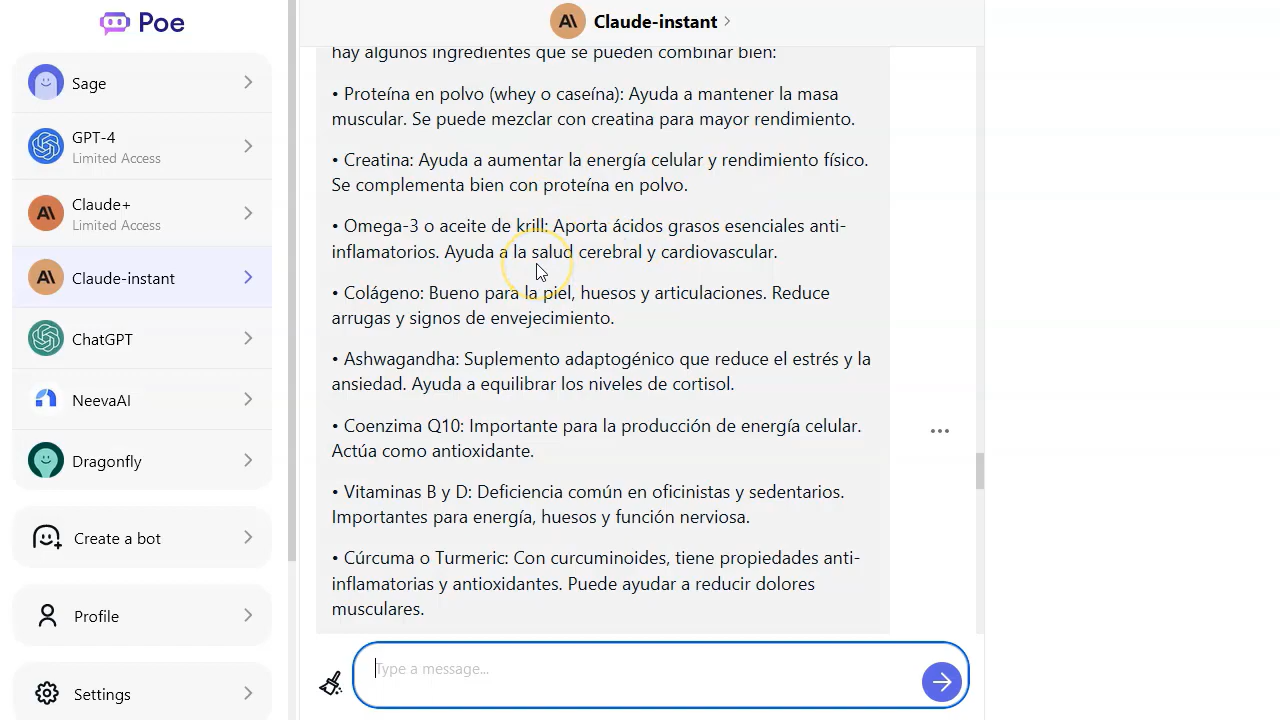 Poe
Sage
GPT-4
Limited Access
Claude+
Limited Access
Claude-instant
ChatGPT
NeevaAI
Dragonfly
Create a bot
Profile
Settings
Claude-instant
hay algunos ingredientes que se pueden combinar bien:
• Proteína en polvo (whey o caseína): Ayuda a mantener la masa
muscular. Se puede mezclar con creatina para mayor rendimiento.
• Creatina: Ayuda a aumentar la energía celular y rendimiento físico.
Se complementa bien con proteína en polvo.
• Omega-3 o aceite de krill: Aporta ácidos grasos esenciales anti-
inflamatorios. Ayuda a la salud cerebral y cardiovascular.
• Colágeno: Bueno para la piel, huesos y articulaciones. Reduce
arrugas y signos de envejecimiento.
• Ashwagandha: Suplemento adaptogénico que reduce el estrés y la
ansiedad. Ayuda a equilibrar los niveles de cortisol.
• Coenzima Q10: Importante para la producción de energía celular.
Actúa como antioxidante.
• Vitaminas B y D: Deficiencia común en oficinistas y sedentarios.
Importantes para energía, huesos y función nerviosa.
• Cúrcuma o Turmeric: Con curcuminoides, tiene propiedades anti-
inflamatorias y antioxidantes. Puede ayudar a reducir dolores
musculares.
Type a message...